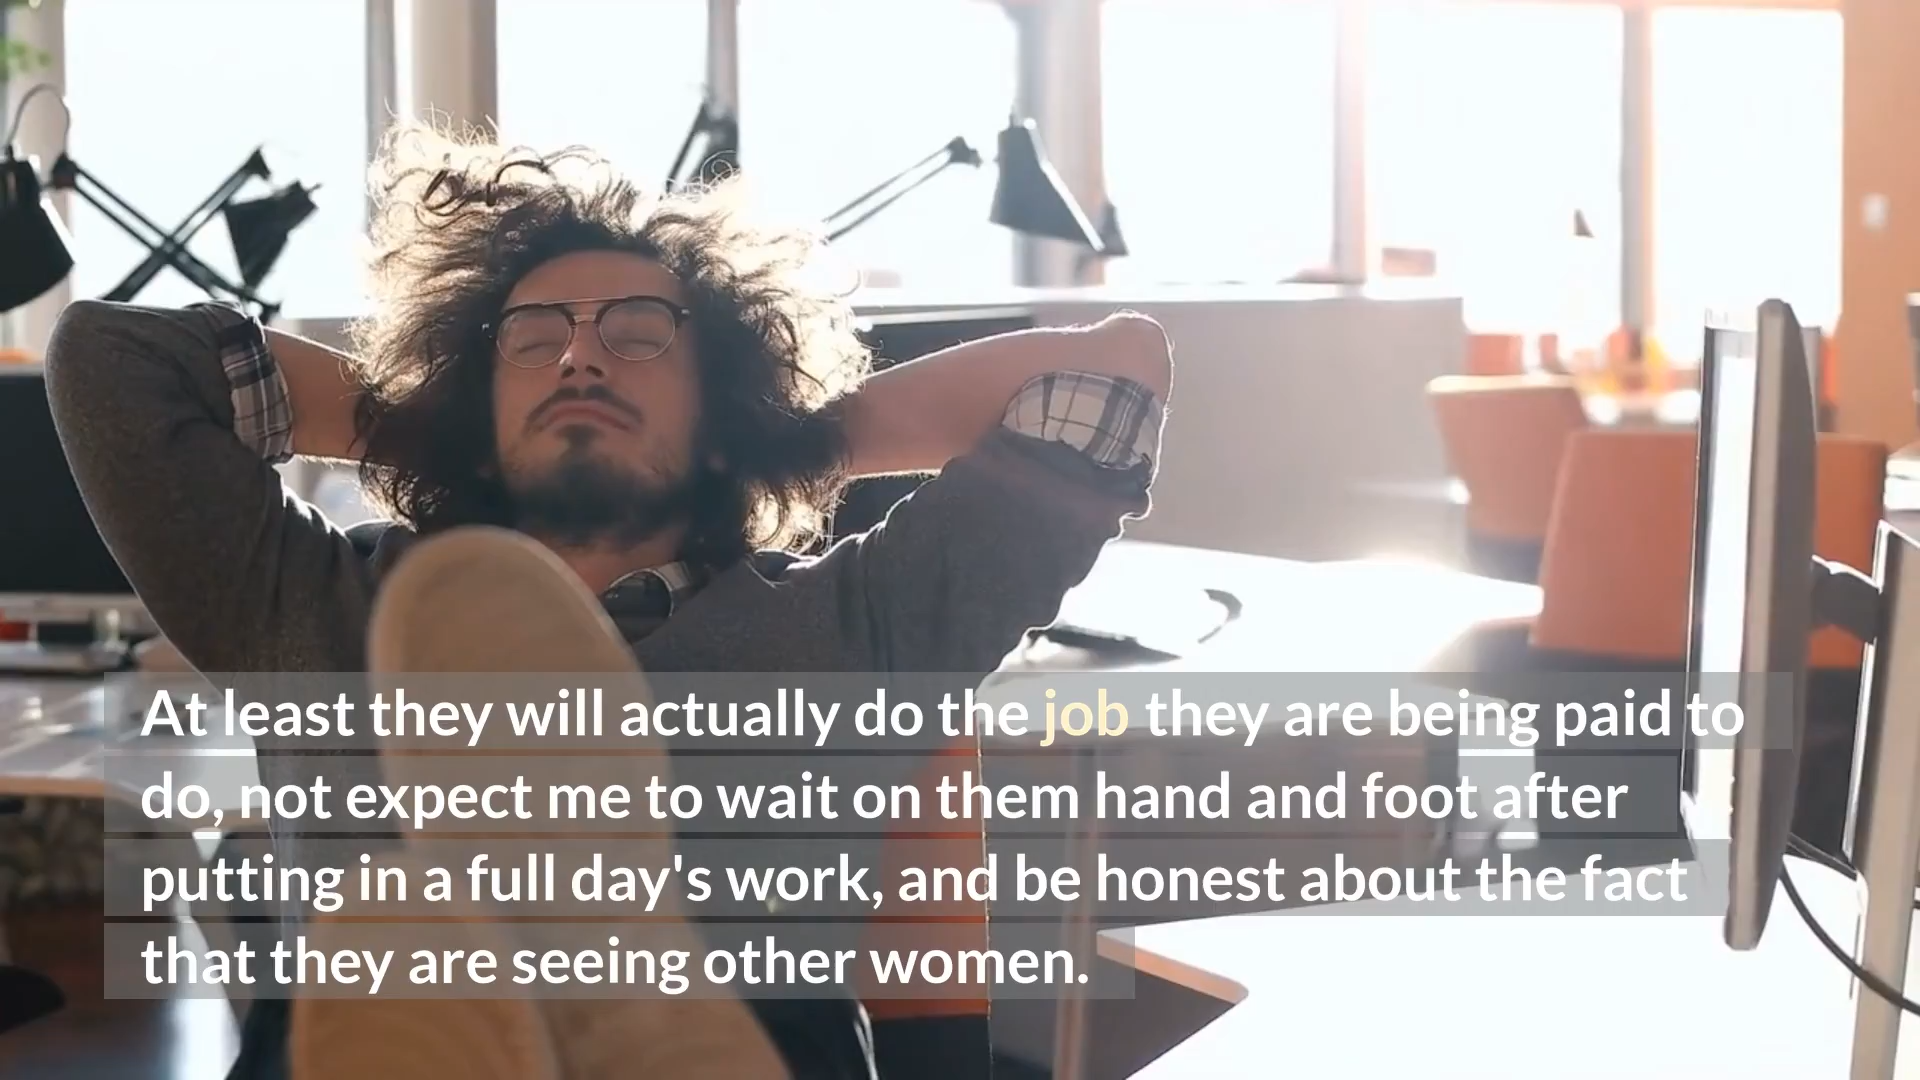 At least they will actually do the job they are being paid to
do, not expect me to wait on them hand and foot after
putting in a full day's work, and be honest about the fact
that they are seeing other women.